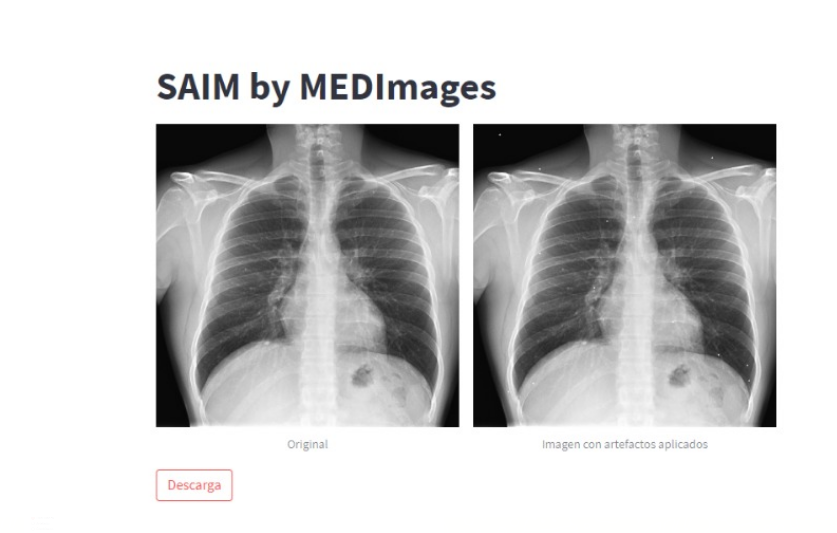 SAIM by MEDImages
Original
Imagen con artefactos aplicados
Descarga